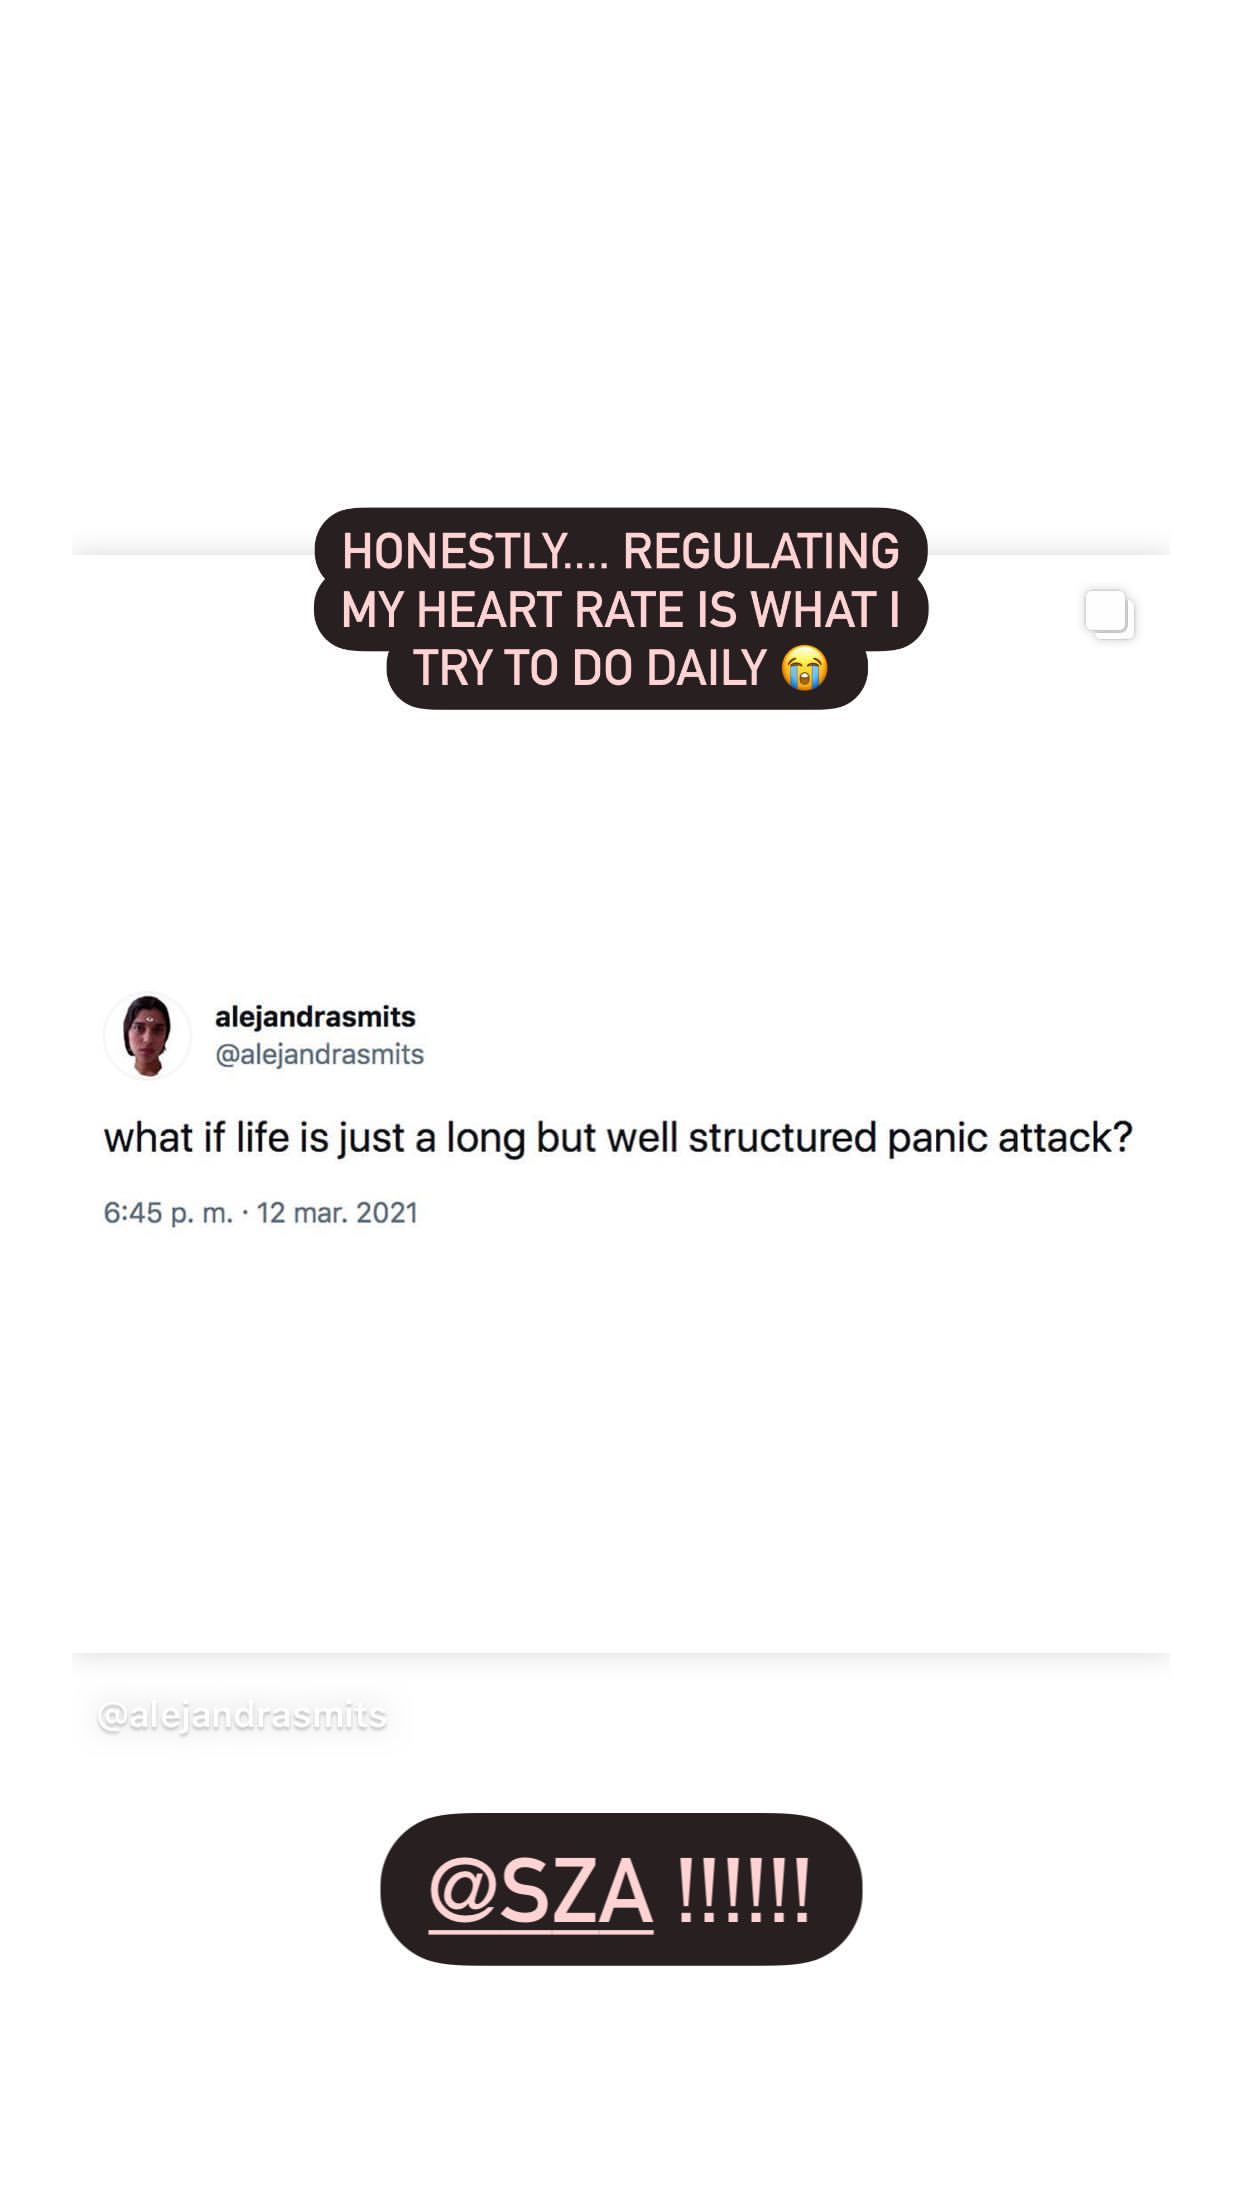 HONESTLY.... REGULATING
MY HEART RATE IS WHAT I
TRY TO DO DAILY 😭
alejandrasmits
@alejandrasmits
what if life is just a long but well structured panic attack?
6:45 p. m. · 12 mar. 2021
@alejandrasmits
@SZA !!!!!!